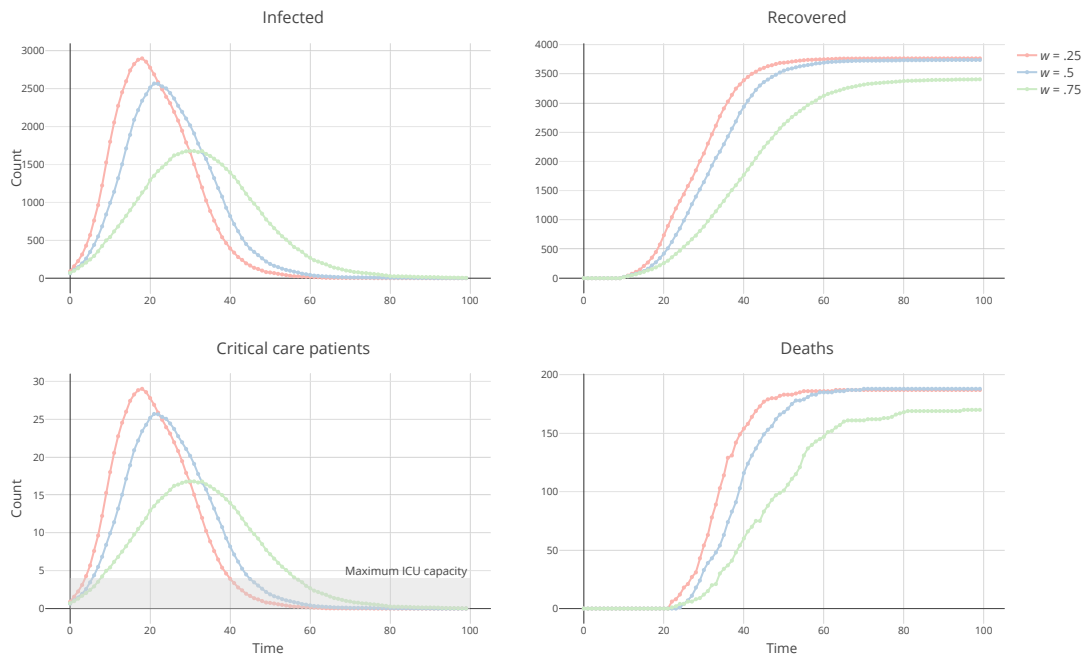 Infected
Count
3000
2500
2000
1500
1000
500
0
0 20 40 60 80 100
Recovered
4000
3500
3000
2500
2000
1500
1000
500
0
0 20 40 60 80 100
w = .25
w = .5
w = .75
Critical care patients
Count
30
25
20
15
10
5
0
Maximum ICU capacity
0 20 40 60 80 100
Time
Deaths
200
150
100
50
0
0 20 40 60 80 100
Time